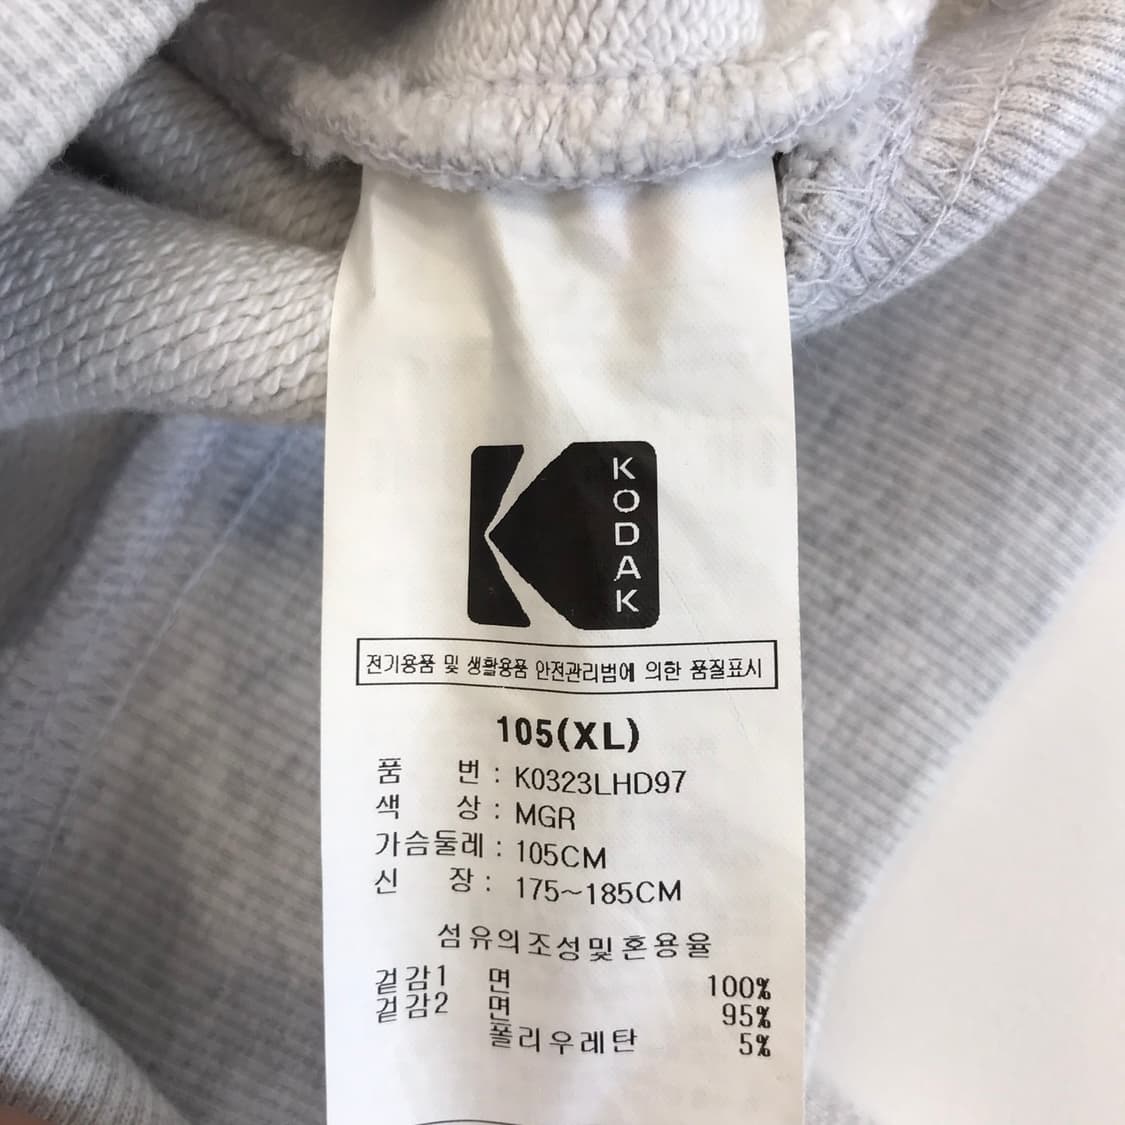 KODAK
전기용품 및 생활용품 안전관리법에 의한 품질표시
105(XL)
품 번 : K0323LHD97
색 상 : MGR
가슴둘레 : 105CM
신 장 : 175~185CM
섬유의조성및혼용율
겉감1 면 100%
겉감2 면 95%
폴리우레탄 5%